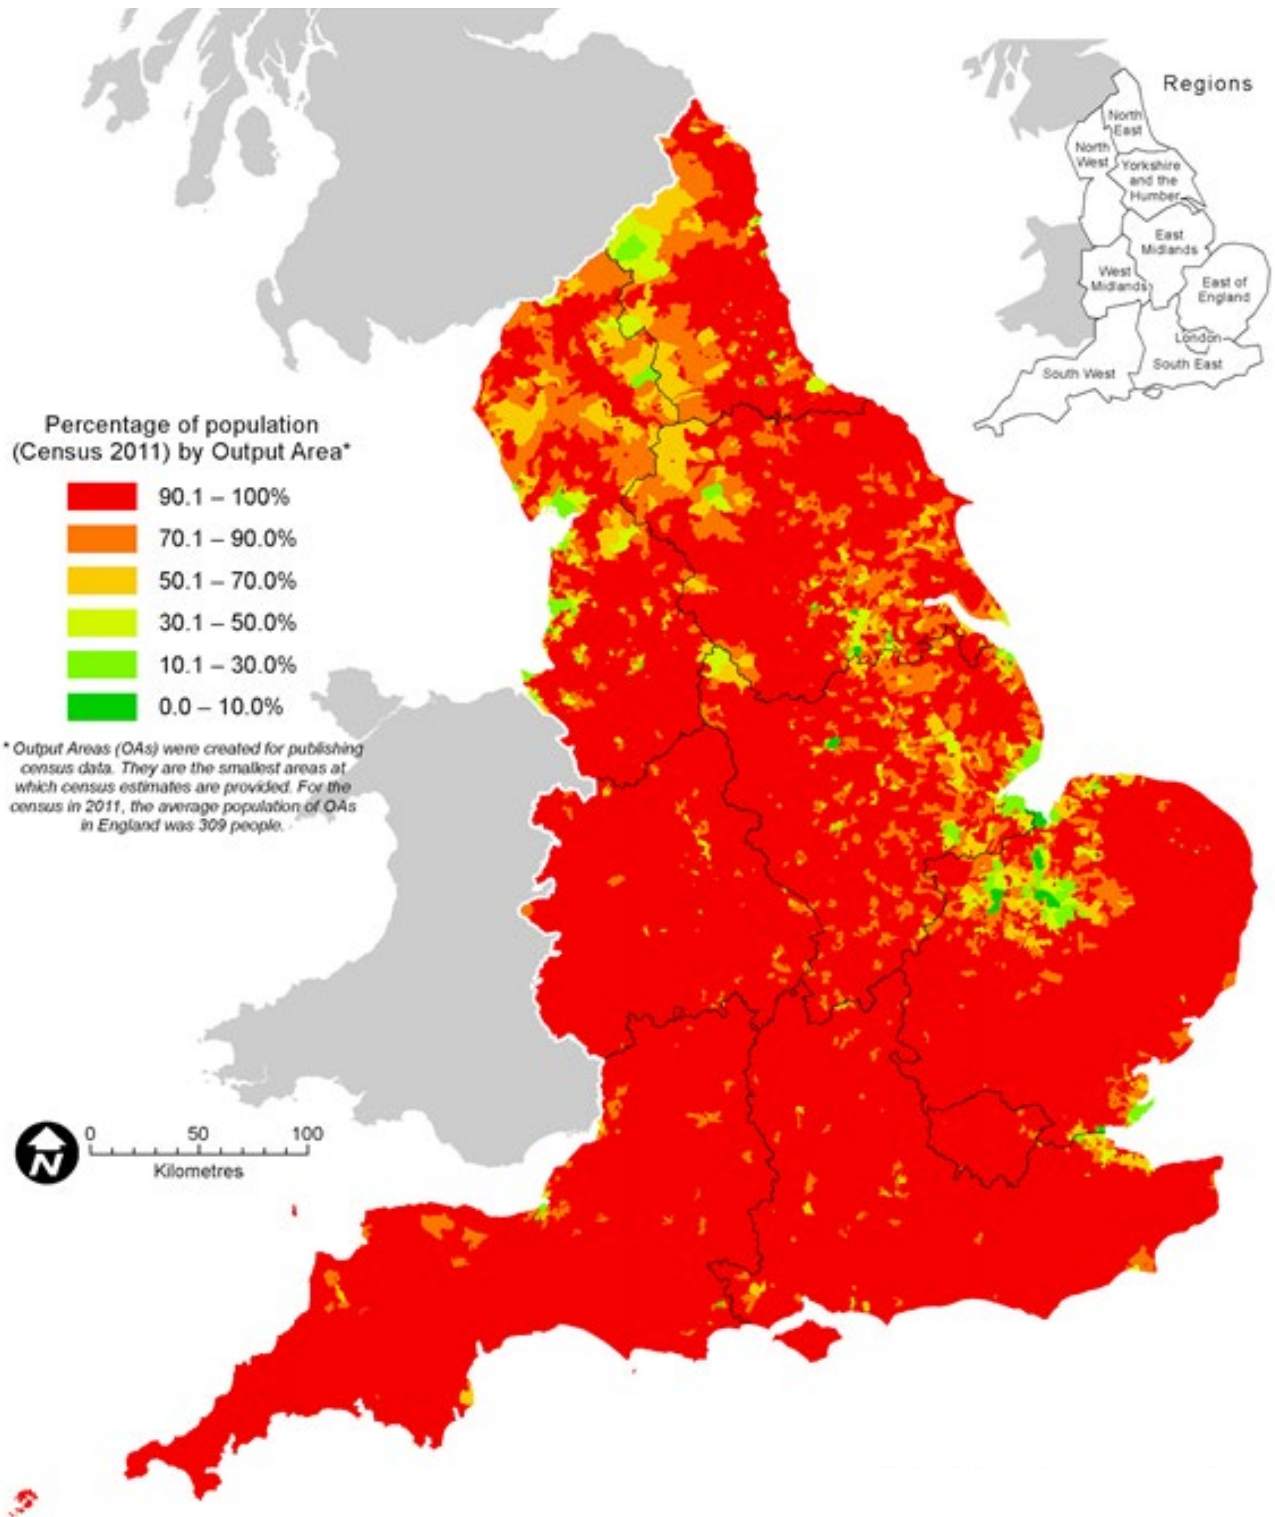 Regions
North
East
North
West
Yorkshire
and the
Humber
East
Midlands
West
Midlands
East of
England
London
South East
South West
Percentage of population
(Census 2011) by Output Area*
90.1 – 100%
70.1 – 90.0%
50.1 – 70.0%
30.1 – 50.0%
10.1 – 30.0%
0.0 – 10.0%
* Output Areas (OAs) were created for publishing
census data. They are the smallest areas at
which census estimates are provided. For the
census in 2011, the average population of OAs
in England was 309 people.
N
0 50 100
Kilometres